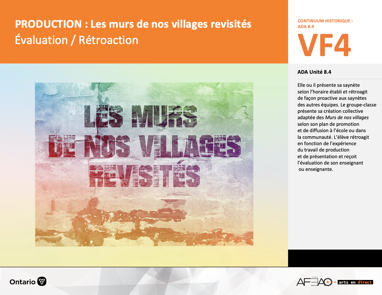 PRODUCTION : Les murs de nos villages revisités
Évaluation / Rétroaction
CONTINUUM HISTORIQUE :
ADA 8.4
VF4
ADA Unité 8.4
Elle ou il présente sa saynète
selon l'horaire établi et rétroagit
de façon proactive aux saynètes
des autres équipes. Le groupe-classe
présente sa création collective
adaptée des Murs de nos villages
selon son plan de promotion
et de diffusion à l'école ou dans
la communauté. L'élève rétroagit
en fonction de l'expérience
du travail de production
et de présentation et reçoit
l'évaluation de son enseignant
ou enseignante.
LES MURS
DE NOS VILLAGES
REVISITÉS
Ontario
AFEAO arts en direct